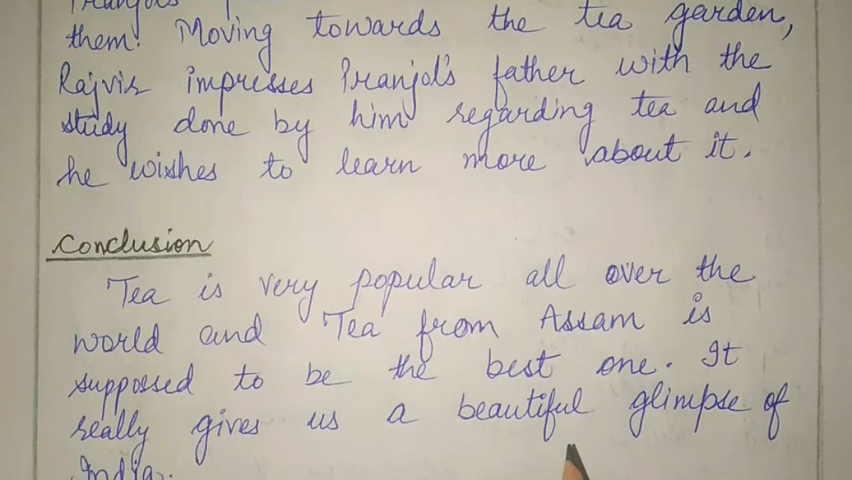 Pranjol's
them. Moving towards the tea garden,
Rajvir impresses Pranjol's father with the
study done by him regarding tea and
he wishes to learn more about it.
Conclusion
Tea is very popular all over the
world and Tea from Assam is
supposed to be the best one. It
really gives us a beautiful glimpse of
India.